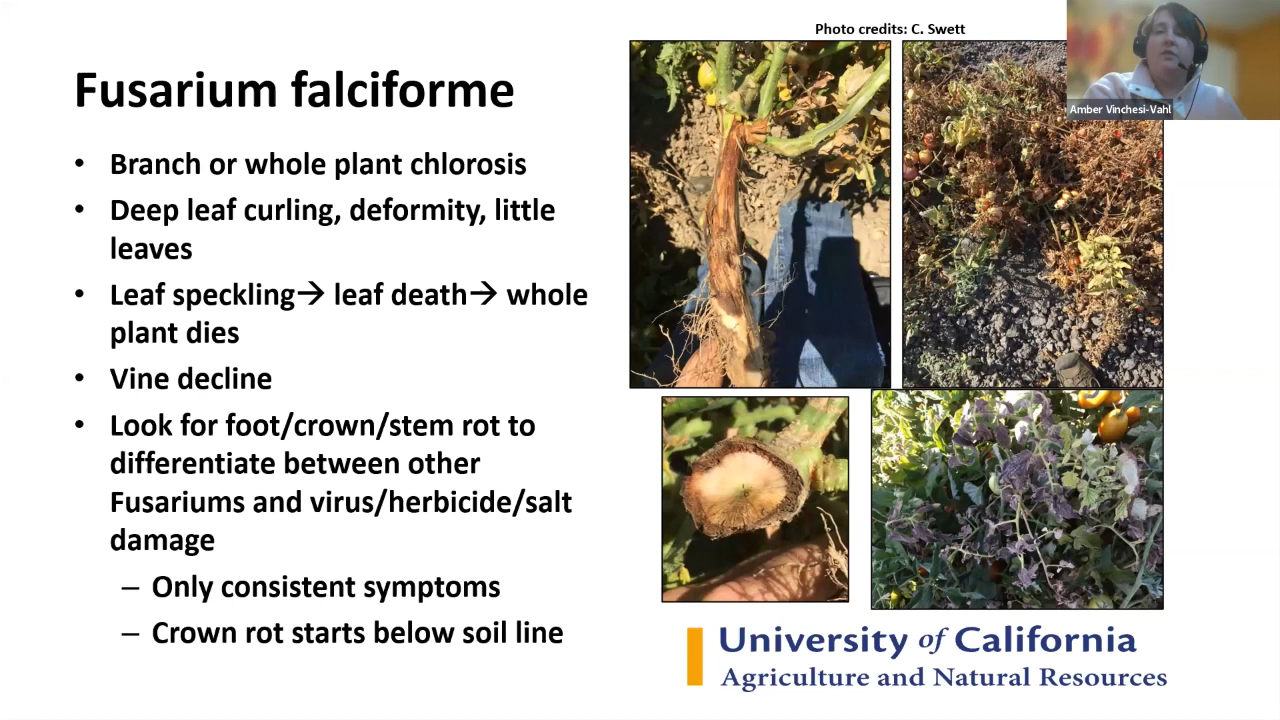 Photo credits: C. Swett
Amber Vinchesi-Vahl
Fusarium falciforme
• Branch or whole plant chlorosis
• Deep leaf curling, deformity, little
leaves
• Leaf speckling→ leaf death→ whole
plant dies
• Vine decline
• Look for foot/crown/stem rot to
differentiate between other
Fusariums and virus/herbicide/salt
damage
– Only consistent symptoms
– Crown rot starts below soil line
University of California
Agriculture and Natural Resources